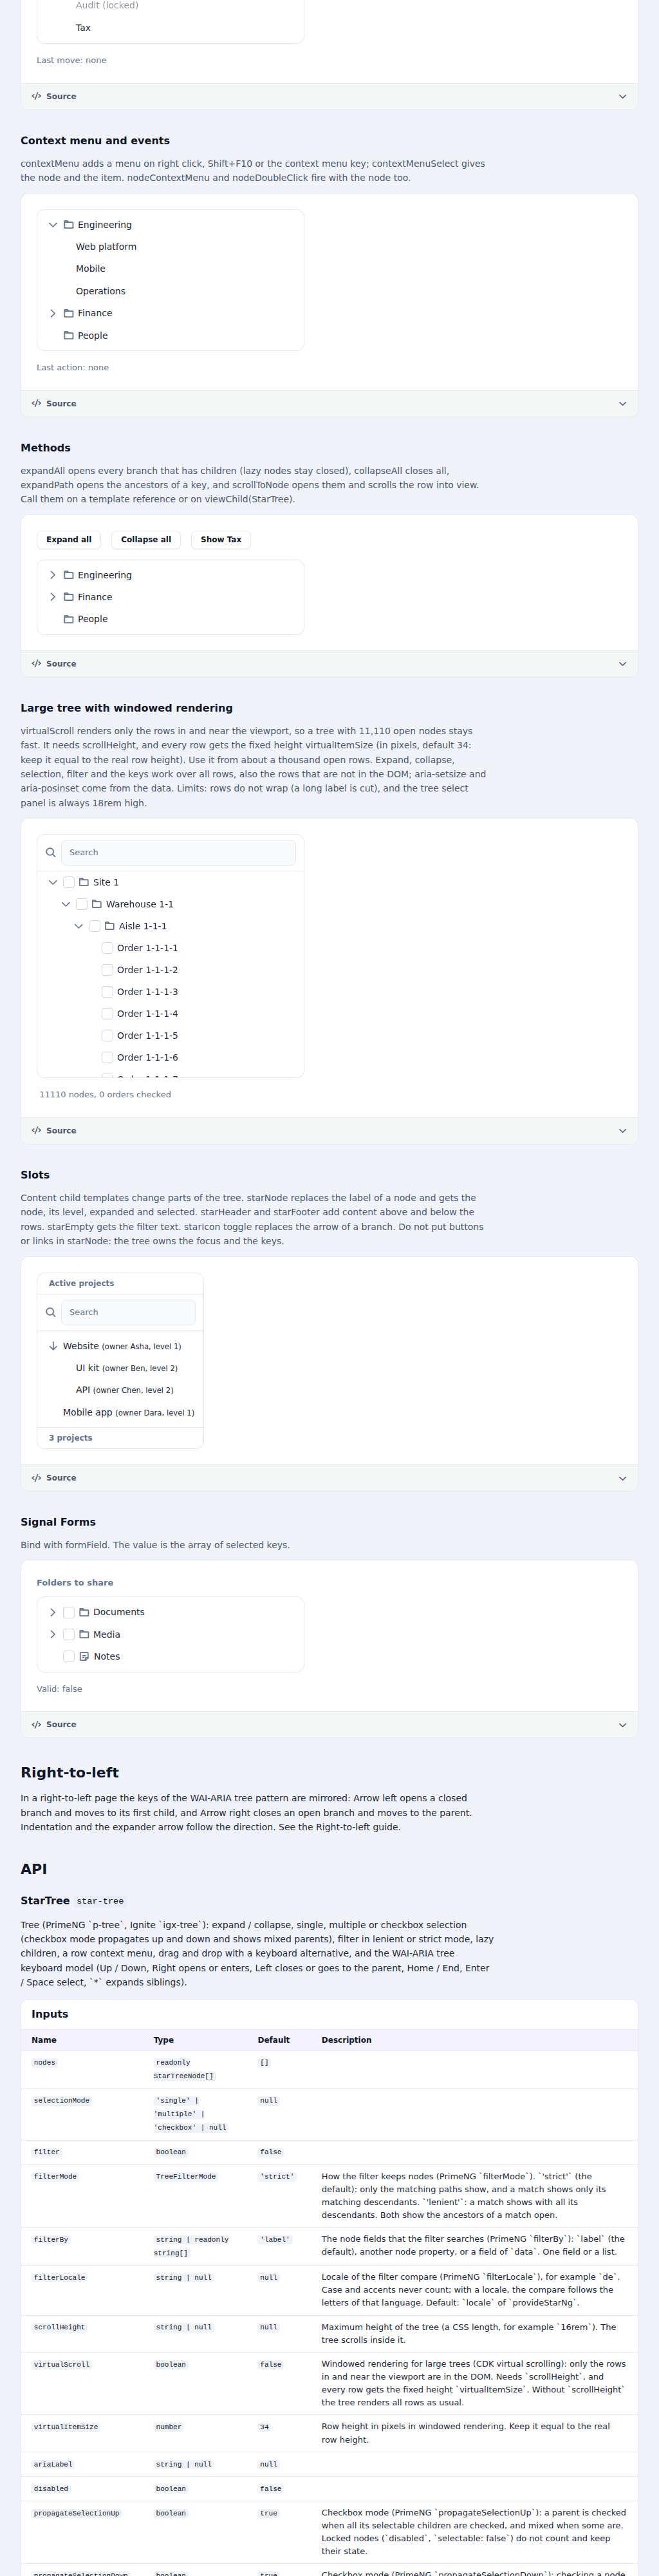 Audit (locked)
Tax
Last move: none
Source
Context menu and events
contextMenu adds a menu on right click, Shift+F10 or the context menu key; contextMenuSelect gives
the node and the item. nodeContextMenu and nodeDoubleClick fire with the node too.
Engineering
Web platform
Mobile
Operations
Finance
People
Last action: none
Source
Methods
expandAll opens every branch that has children (lazy nodes stay closed), collapseAll closes all,
expandPath opens the ancestors of a key, and scrollToNode opens them and scrolls the row into view.
Call them on a template reference or on viewChild(StarTree).
Expand all Collapse all Show Tax
Engineering
Finance
People
Source
Large tree with windowed rendering
virtualScroll renders only the rows in and near the viewport, so a tree with 11,110 open nodes stays
fast. It needs scrollHeight, and every row gets the fixed height virtualItemSize (in pixels, default 34:
keep it equal to the real row height). Use it from about a thousand open rows. Expand, collapse,
selection, filter and the keys work over all rows, also the rows that are not in the DOM; aria-setsize and
aria-posinset come from the data. Limits: rows do not wrap (a long label is cut), and the tree select
panel is always 18rem high.
Search
Site 1
Warehouse 1-1
Aisle 1-1-1
Order 1-1-1-1
Order 1-1-1-2
Order 1-1-1-3
Order 1-1-1-4
Order 1-1-1-5
Order 1-1-1-6
Order 1-1-1-7
11110 nodes, 0 orders checked
Source
Slots
Content child templates change parts of the tree. starNode replaces the label of a node and gets the
node, its level, expanded and selected. starHeader and starFooter add content above and below the
rows. starEmpty gets the filter text. starIcon toggle replaces the arrow of a branch. Do not put buttons
or links in starNode: the tree owns the focus and the keys.
Active projects
Search
Website (owner Asha, level 1)
UI kit (owner Ben, level 2)
API (owner Chen, level 2)
Mobile app (owner Dara, level 1)
3 projects
Source
Signal Forms
Bind with formField. The value is the array of selected keys.
Folders to share
Documents
Media
Notes
Valid: false
Source
Right-to-left
In a right-to-left page the keys of the WAI-ARIA tree pattern are mirrored: Arrow left opens a closed
branch and moves to its first child, and Arrow right closes an open branch and moves to the parent.
Indentation and the expander arrow follow the direction. See the Right-to-left guide.
API
StarTree star-tree
Tree (PrimeNG `p-tree`, Ignite `igx-tree`): expand / collapse, single, multiple or checkbox selection
(checkbox mode propagates up and down and shows mixed parents), filter in lenient or strict mode, lazy
children, a row context menu, drag and drop with a keyboard alternative, and the WAI-ARIA tree
keyboard model (Up / Down, Right opens or enters, Left closes or goes to the parent, Home / End, Enter
/ Space select, `*` expands siblings).
Inputs
Name Type Default Description
nodes readonly []
StarTreeNode[]
selectionMode 'single' | null
'multiple' |
'checkbox' | null
filter boolean false
filterMode TreeFilterMode 'strict' How the filter keeps nodes (PrimeNG `filterMode`). `'strict'` (the
default): only the matching paths show, and a match shows only its
matching descendants. `'lenient'`: a match shows with all its
descendants. Both show the ancestors of a match open.
filterBy string | readonly 'label' The node fields that the filter searches (PrimeNG `filterBy`): `label` (the
string[] default), another node property, or a field of `data`. One field or a list.
filterLocale string | null null Locale of the filter compare (PrimeNG `filterLocale`), for example `de`.
Case and accents never count; with a locale, the compare follows the
letters of that language. Default: `locale` of `provideStarNg`.
scrollHeight string | null null Maximum height of the tree (a CSS length, for example `16rem`). The
tree scrolls inside it.
virtualScroll boolean false Windowed rendering for large trees (CDK virtual scrolling): only the rows
in and near the viewport are in the DOM. Needs `scrollHeight`, and
every row gets the fixed height `virtualItemSize`. Without `scrollHeight`
the tree renders all rows as usual.
virtualItemSize number 34 Row height in pixels in windowed rendering. Keep it equal to the real
row height.
ariaLabel string | null null
disabled boolean false
propagateSelectionUp boolean true Checkbox mode (PrimeNG `propagateSelectionUp`): a parent is checked
when all its selectable children are checked, and mixed when some are.
Locked nodes (`disabled`, `selectable: false`) do not count and keep
their state.
propagateSelectionDown boolean true Checkbox mode (PrimeNG `propagateSelectionDown`): checking a node